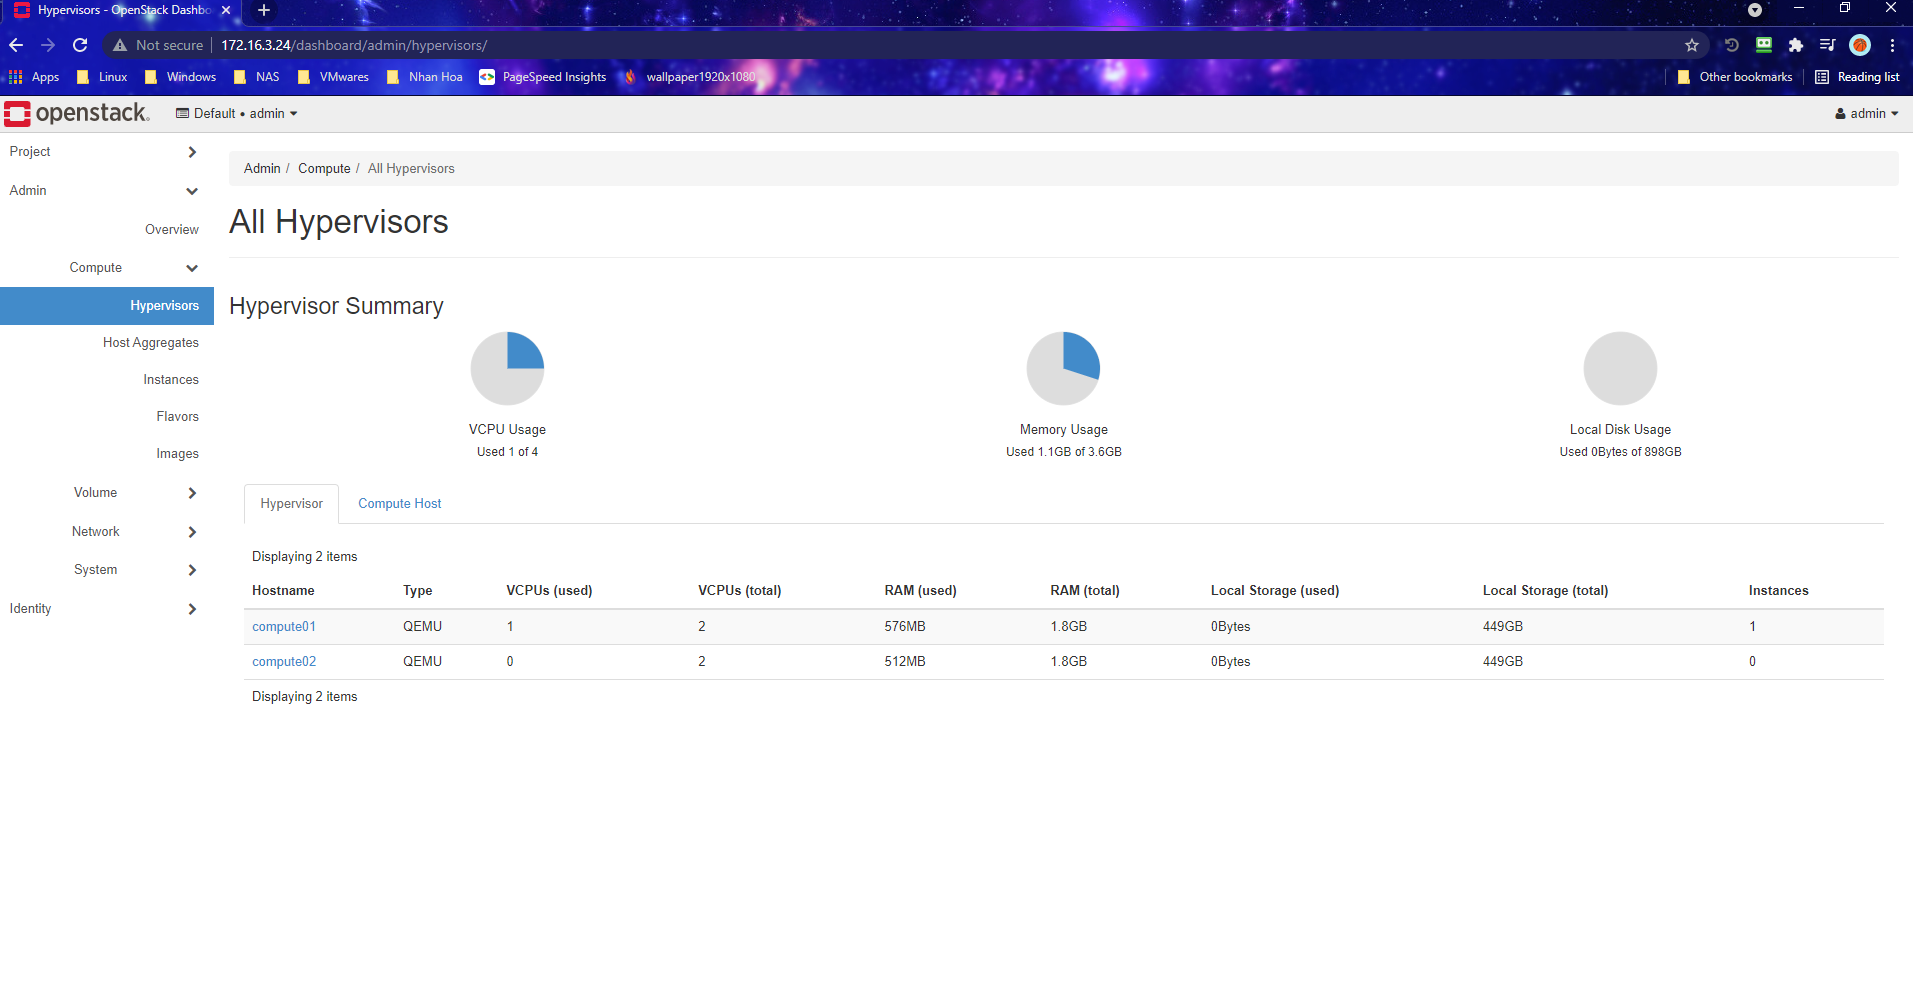 Hypervisors - OpenStack Dashbo
Not secure 172.16.3.24/dashboard/admin/hypervisors/
Apps Linux Windows NAS VMwares Nhan Hoa PageSpeed Insights wallpaper1920x1080 Other bookmarks Reading list
openstack. Default • admin admin
Project
Admin
Overview
Compute
Hypervisors
Host Aggregates
Instances
Flavors
Images
Volume
Network
System
Identity
Admin / Compute / All Hypervisors
All Hypervisors
Hypervisor Summary
VCPU Usage
Used 1 of 4
Memory Usage
Used 1.1GB of 3.6GB
Local Disk Usage
Used 0Bytes of 898GB
Hypervisor Compute Host
Displaying 2 items
Hostname Type VCPUs (used) VCPUs (total) RAM (used) RAM (total) Local Storage (used) Local Storage (total) Instances
compute01 QEMU 1 2 576MB 1.8GB 0Bytes 449GB 1
compute02 QEMU 0 2 512MB 1.8GB 0Bytes 449GB 0
Displaying 2 items